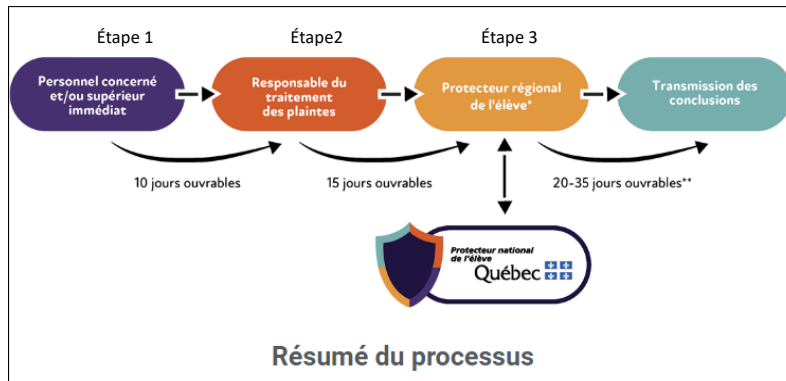 Étape 1
Étape2
Étape 3
Personnel concerné
et/ou supérieur
immédiat
Responsable du
traitement
des plaintes
Protecteur régional
de l'élève*
Transmission des
conclusions
10 jours ouvrables
15 jours ouvrables
20-35 jours ouvrables**
Protecteur national
de l'élève
Québec
Résumé du processus